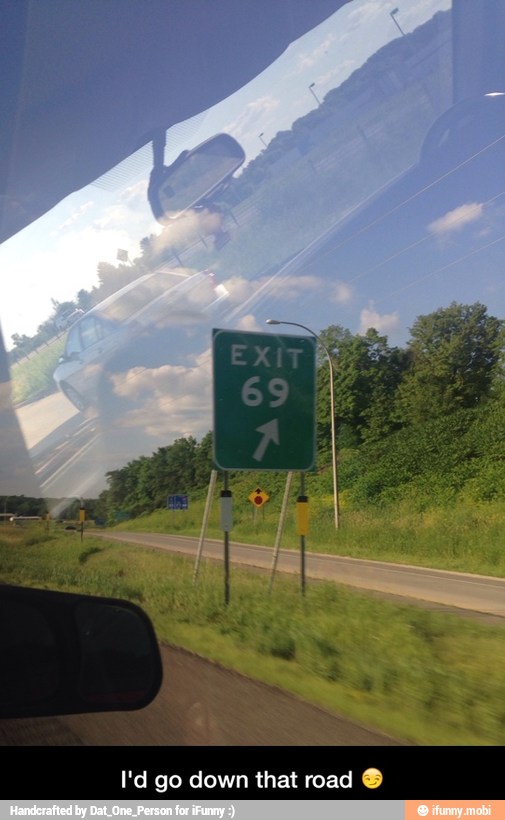 EXIT
69
I'd go down that road 😏
Handcrafted by Dat_One_Person for iFunny :)
ifunny.mobi